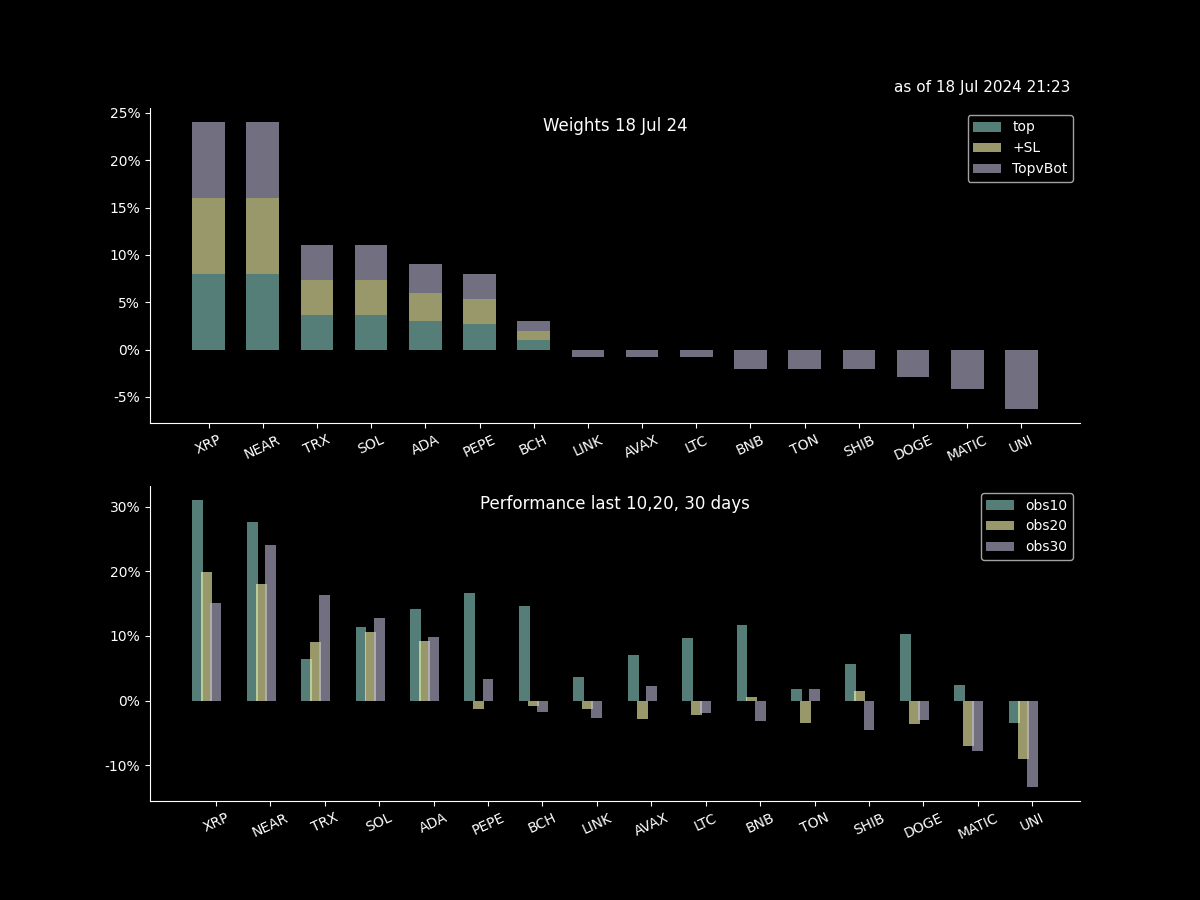 as of 18 Jul 2024 21:23
Weights 18 Jul 24
top
+SL
TopvBot
25%
20%
15%
10%
5%
0%
-5%
XRP NEAR TRX SOL ADA PEPE BCH LINK AVAX LTC BNB TON SHIB DOGE MATIC UNI
Performance last 10,20, 30 days
obs10
obs20
obs30
30%
20%
10%
0%
-10%
XRP NEAR TRX SOL ADA PEPE BCH LINK AVAX LTC BNB TON SHIB DOGE MATIC UNI